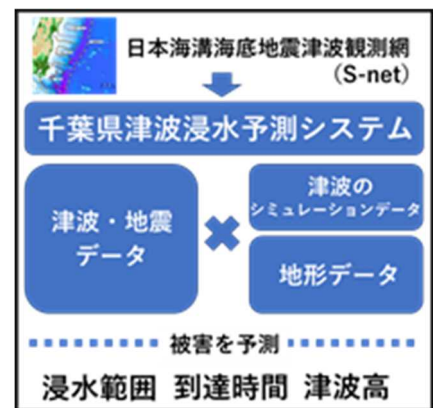 日本海溝海底地震津波観測網
（S-net）
千葉県津波浸水予測システム
津波・地震
データ
津波の
シミュレーションデータ
地形データ
被害を予測
浸水範囲 到達時間 津波高